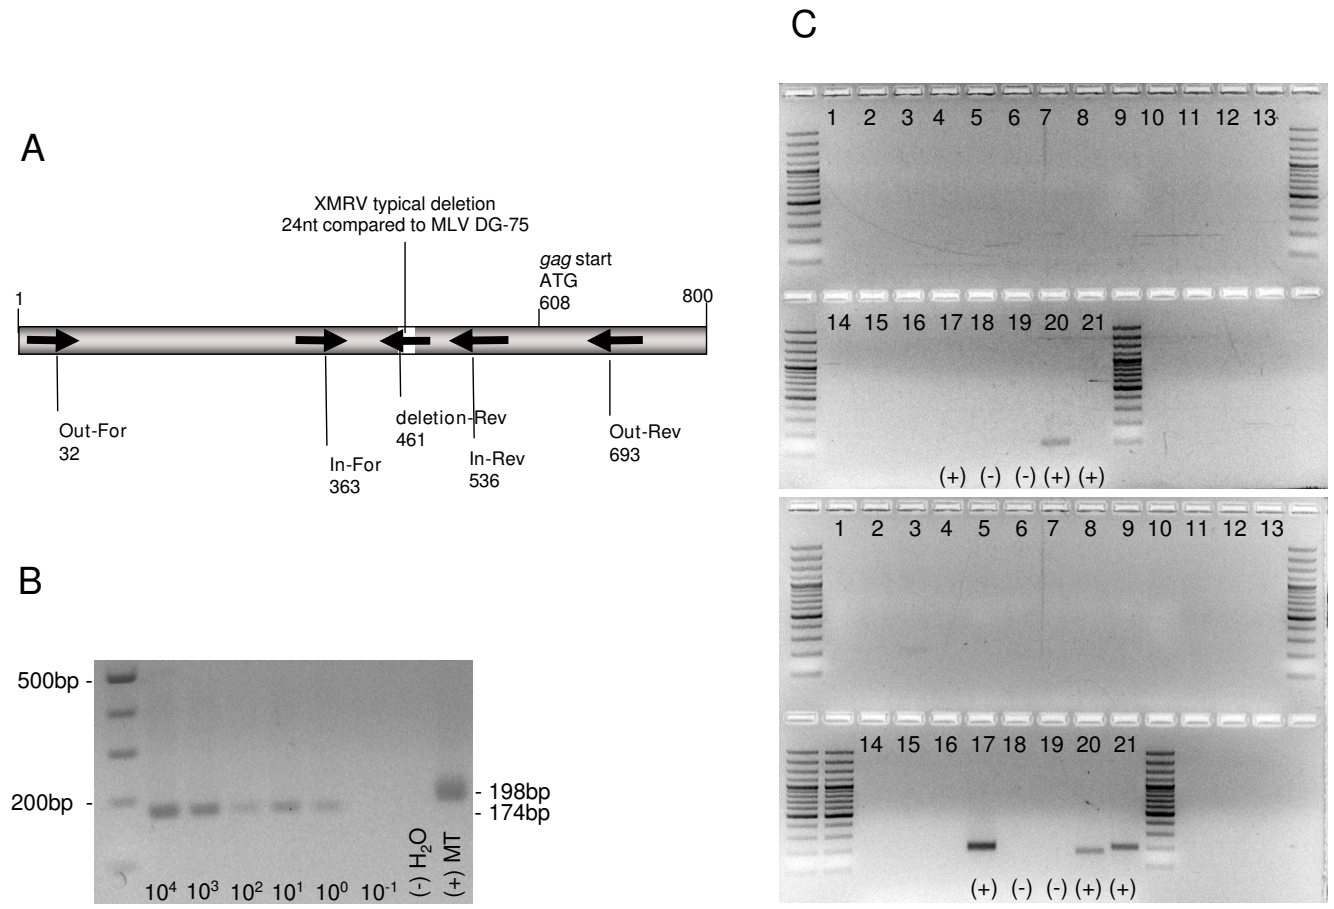 A
XMRV typical deletion
24nt compared to MLV DG-75
gag start
ATG
608
1
800
Out-For
32
In-For
363
deletion-Rev
461
In-Rev
536
Out-Rev
693
B
500bp -
200bp -
- 198bp
- 174bp
10⁴ 10³ 10² 10¹ 10⁰ 10⁻¹ (-) H₂O (+) MT
C
1 2 3 4 5 6 7 8 9 10 11 12 13
14 15 16 17 18 19 20 21
(+) (-) (-) (+) (+)
1 2 3 4 5 6 7 8 9 10 11 12 13
14 15 16 17 18 19 20 21
(+) (-) (-) (+) (+)